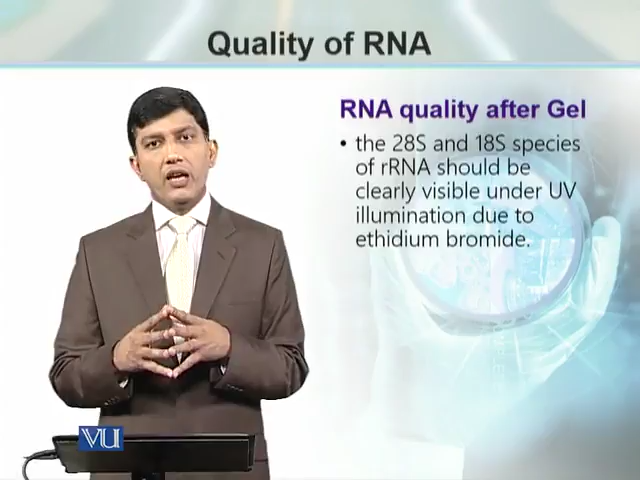 Quality of RNA
RNA quality after Gel
• the 28S and 18S species
of rRNA should be
clearly visible under UV
illumination due to
ethidium bromide.
VU